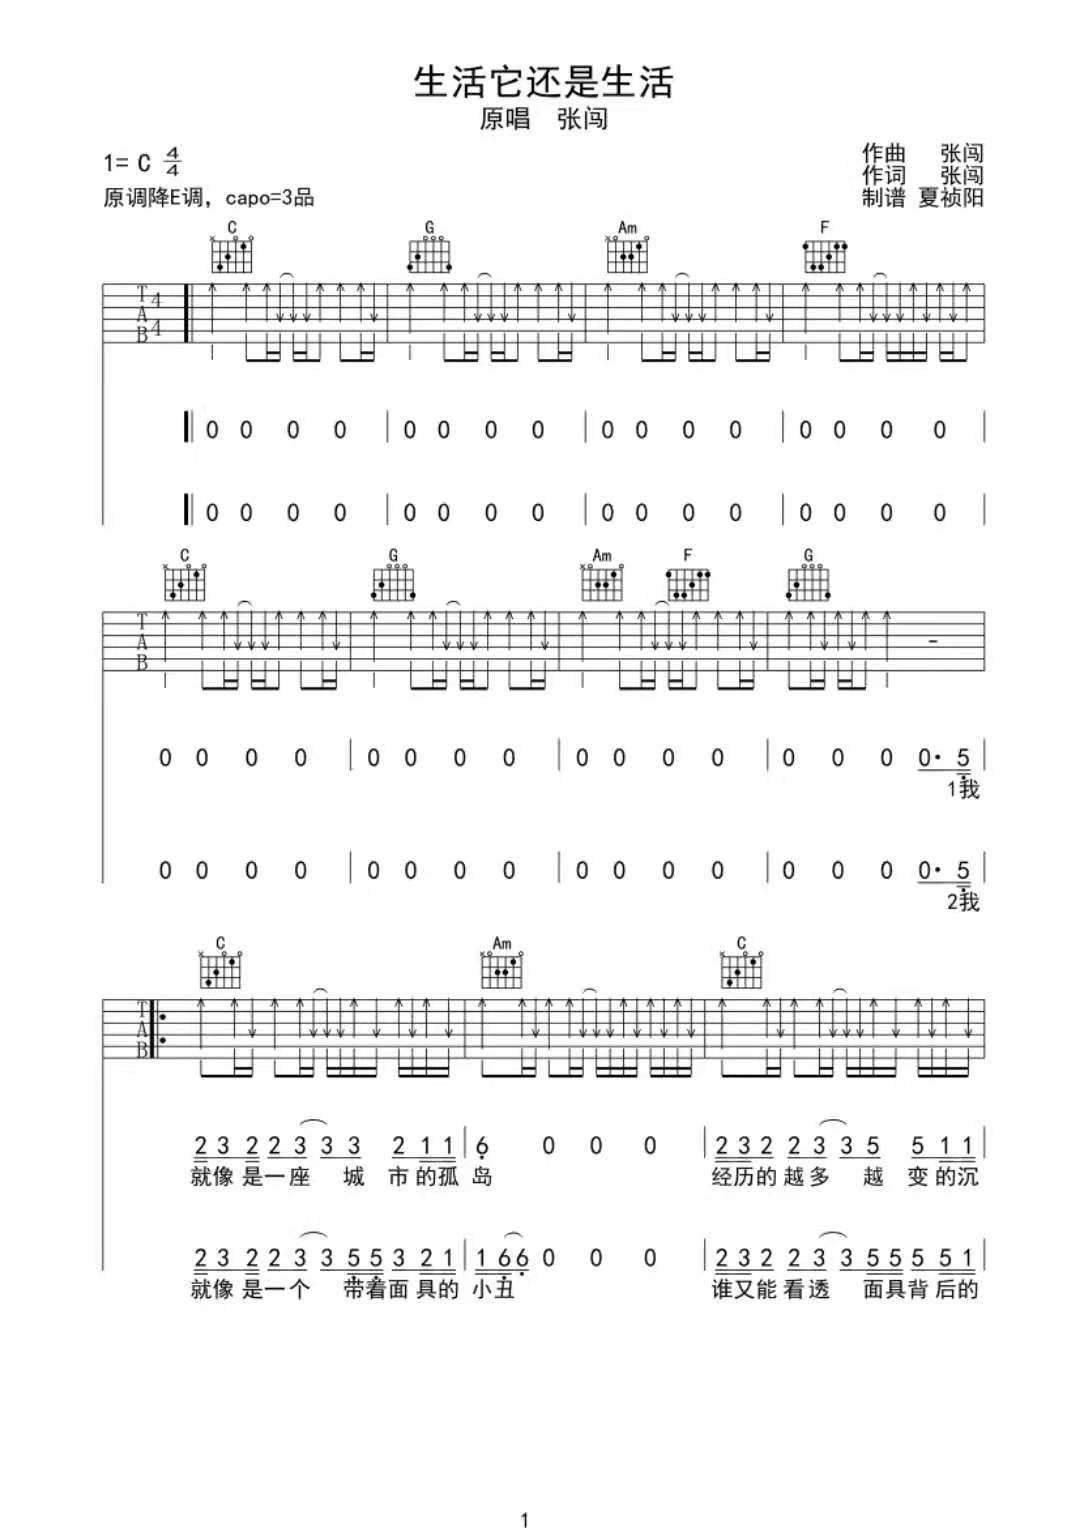 生活它还是生活
原唱 张闯
1= C 4/4
作曲 张闯
作词 张闯
原调降E调，capo=3品
制谱 夏祯阳
C G Am F
T A B 4 4
0 0 0 0 0 0 0 0 0 0 0 0 0 0 0 0
0 0 0 0 0 0 0 0 0 0 0 0 0 0 0 0
C G Am F G
T A B -
0 0 0 0 0 0 0 0 0 0 0 0 0 0 0 0· 5
1我
0 0 0 0 0 0 0 0 0 0 0 0 0 0 0 0· 5
2我
C Am C
T A B
2 3 2 2 3 3 3 2 1 1 6 0 0 0 2 3 2 2 3 3 5 5 1 1
就像是一座 城 市的孤岛 经历的越多 越 变的沉
2 3 2 2 3 3 5 5 3 2 1 1 6 6 0 0 0 2 3 2 2 3 3 5 5 5 5 1
就像是一个 带着面具的小丑 谁又能看透 面具背后的
1